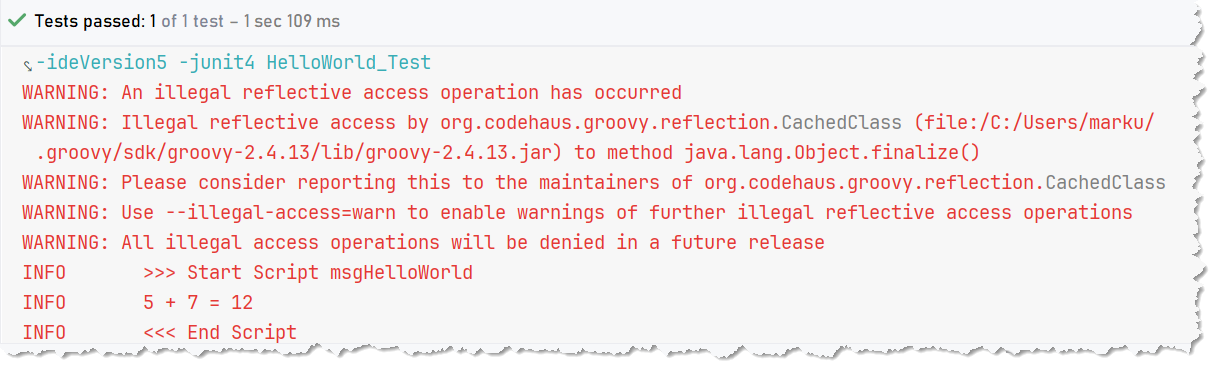 Tests passed: 1 of 1 test – 1 sec 109 ms
-ideVersion5 -junit4 HelloWorld_Test
WARNING: An illegal reflective access operation has occurred
WARNING: Illegal reflective access by org.codehaus.groovy.reflection.CachedClass (file:/C:/Users/marku/
.groovy/sdk/groovy-2.4.13/lib/groovy-2.4.13.jar) to method java.lang.Object.finalize()
WARNING: Please consider reporting this to the maintainers of org.codehaus.groovy.reflection.CachedClass
WARNING: Use --illegal-access=warn to enable warnings of further illegal reflective access operations
WARNING: All illegal access operations will be denied in a future release
INFO       >>> Start Script msgHelloWorld
INFO       5 + 7 = 12
INFO       <<< End Script